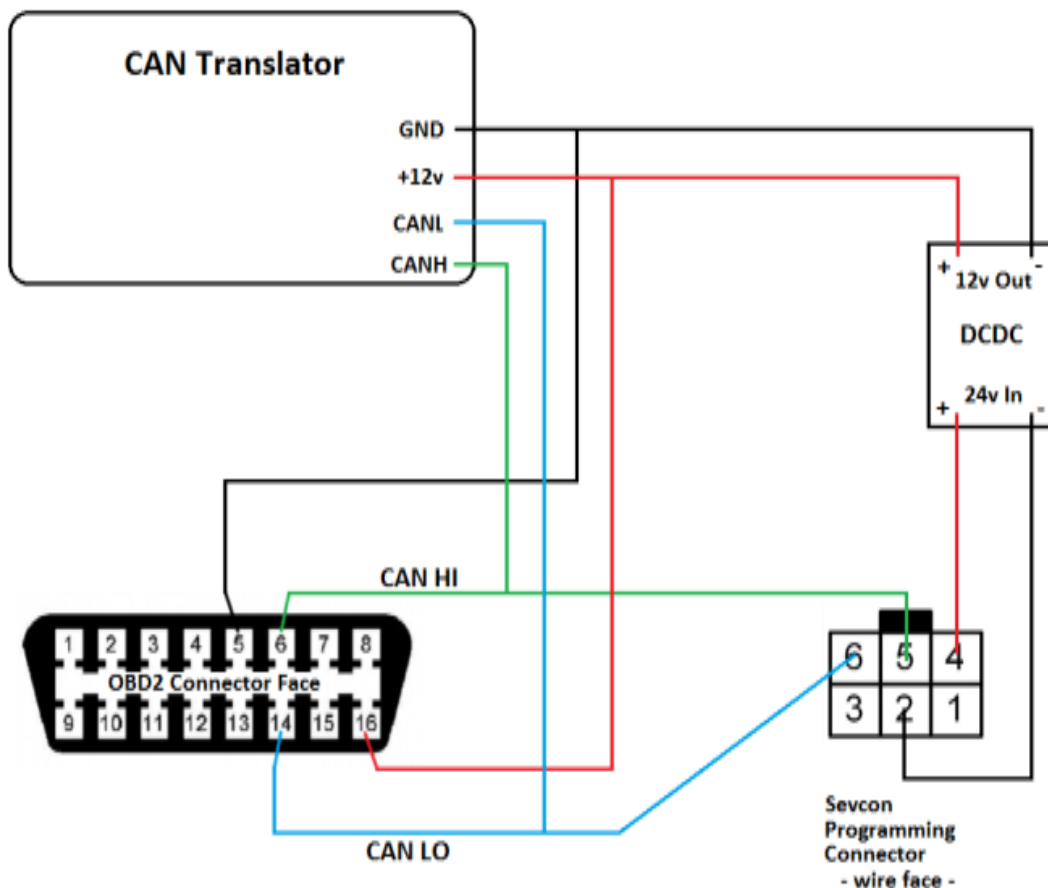 CAN Translator
GND
+12v
CANL
CANH
+ -
12v Out
DCDC
24v In
+ -
CAN HI
1 2 3 4 5 6 7 8
OBD2 Connector Face
9 10 11 12 13 14 15 16
CAN LO
6 5 4
3 2 1
Sevcon
Programming
Connector
- wire face -